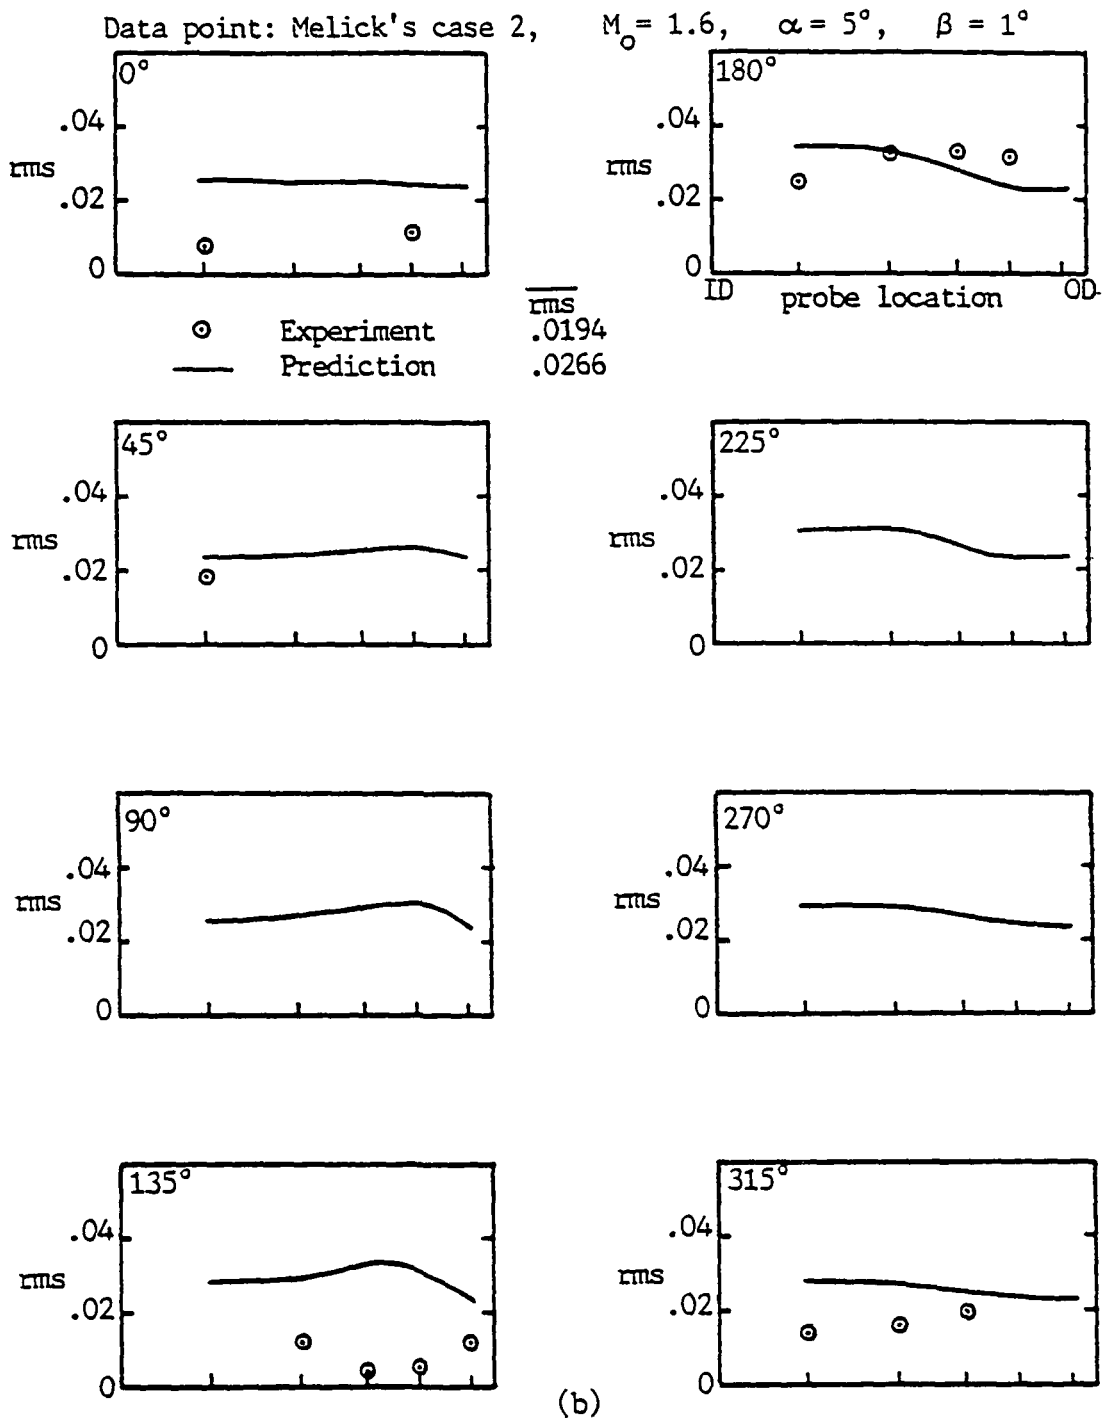 Data point: Melick's case 2, M₀ = 1.6, α = 5°, β = 1°
0°
.04
rms
.02
0
180°
.04
rms
.02
0
ID probe location OD
r̅m̅s̅
⊙ Experiment .0194
— Prediction .0266
45°
.04
rms
.02
0
225°
.04
rms
.02
0
90°
.04
rms
.02
0
270°
.04
rms
.02
0
135°
.04
rms
.02
0
315°
.04
rms
.02
0
(b)